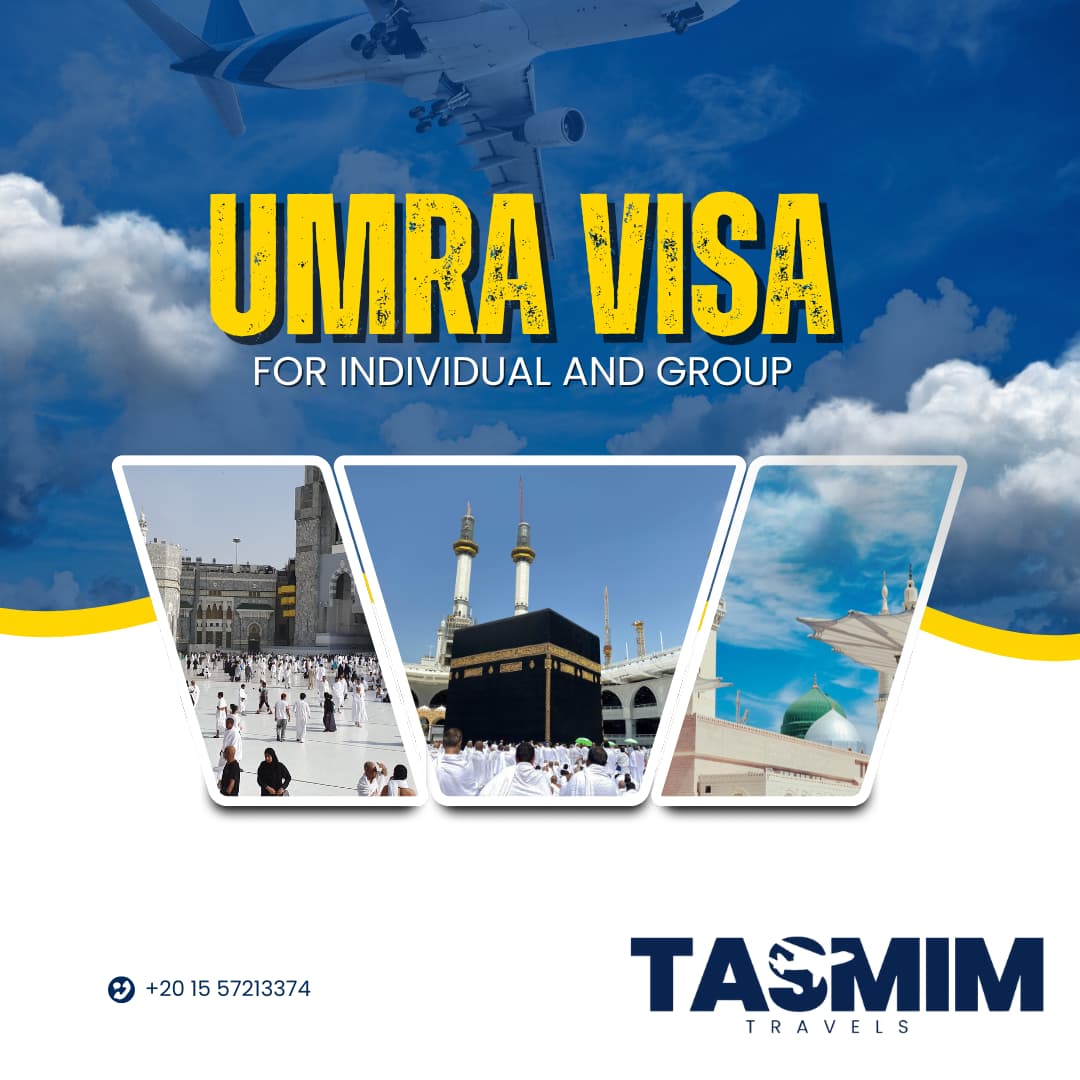 UMRA VISA
FOR INDIVIDUAL AND GROUP
+20 15 57213374
TASMIM
TRAVELS